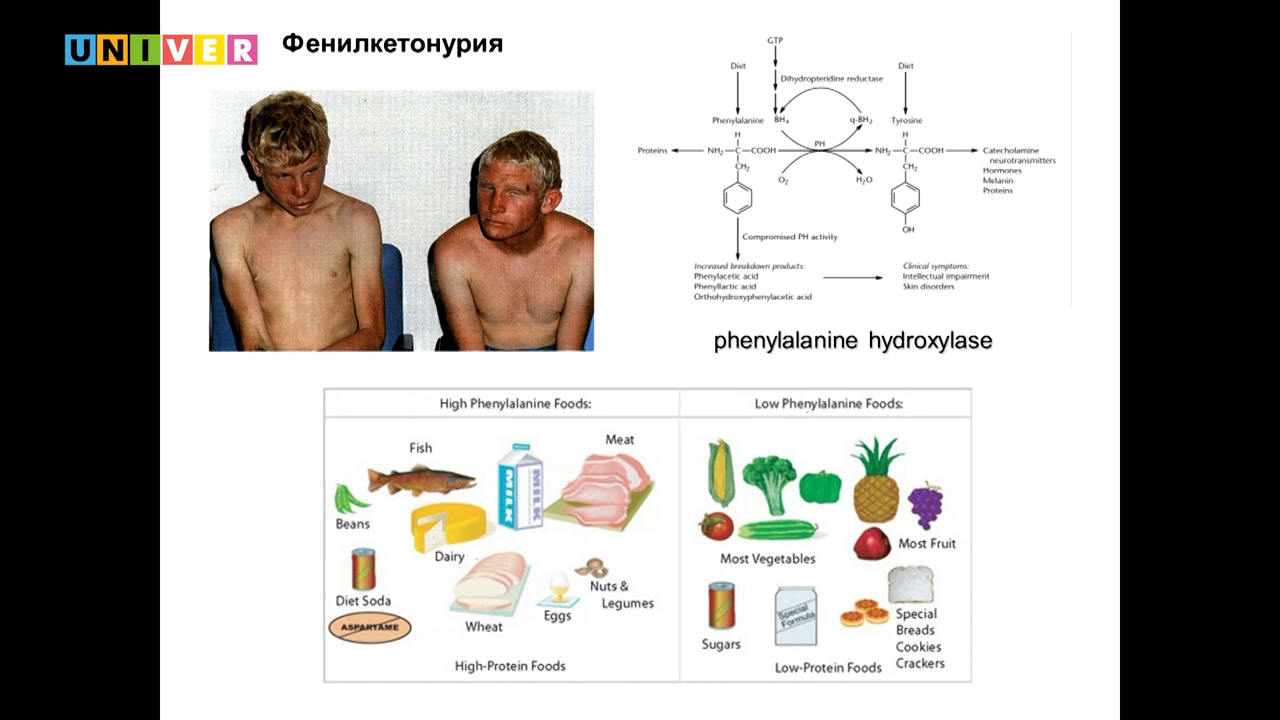 UNIVER
Фенилкетонурия
GTP
Diet
Dihydropteridine reductase
Diet
Phenylalanine
BH4
q-BH2
Tyrosine
H
H
Proteins
NH2
C
COOH
PH
NH2
C
COOH
Catecholamine
neurotransmitters
Hormones
Melanin
Proteins
CH2
CH2
O2
H2O
OH
Compromised PH activity
Increased breakdown products:
Phenylacetic acid
Phenyllactic acid
Orthohydroxyphenylacetic acid
Clinical symptoms:
Intellectual impairment
Skin disorders
phenylalanine hydroxylase
High Phenylalanine Foods:
Low Phenylalanine Foods:
Fish
Meat
MILK
MILK
Beans
Dairy
Diet Soda
ASPARTAME
Wheat
Eggs
Nuts &
Legumes
High-Protein Foods
Most Vegetables
Most Fruit
Sugars
Special
Formula
Special
Breads
Cookies
Crackers
Low-Protein Foods